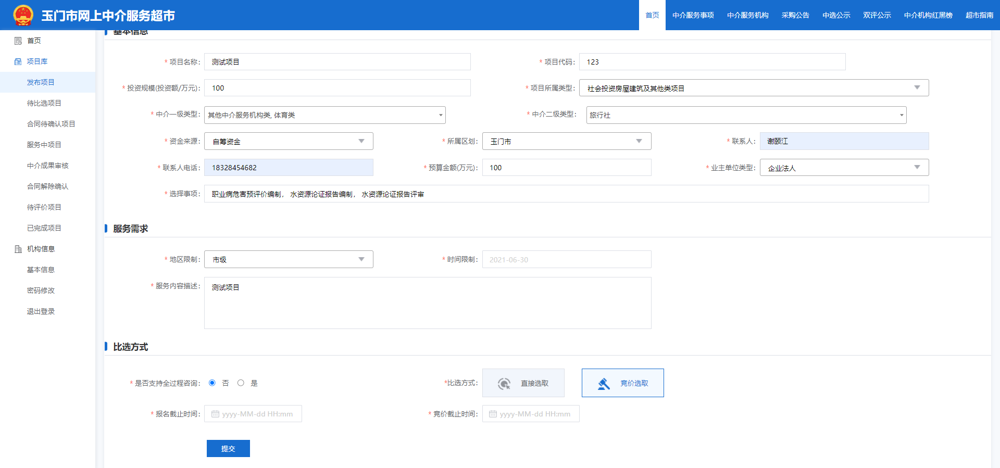 玉门市网上中介服务超市
首页 中介服务事项 中介服务机构 采购公告 中选公示 双评公示 中介机构红黑榜 超市指南
首页
项目库
发布项目
待比选项目
合同待确认项目
服务中项目
中介成果审核
合同解除确认
待评价项目
已完成项目
机构信息
基本信息
密码修改
退出登录
基本信息
* 项目名称: 测试项目 * 项目代码: 123
* 投资规模(投资额/万元): 100 * 项目所属类型: 社会投资房屋建筑及其他类项目
* 中介一级类型: 其他中介服务机构类, 体育类 * 中介二级类型: 旅行社
* 资金来源: 自筹资金 * 所属区划: 玉门市 * 联系人: 谢颐江
* 联系人电话: 18328454682 * 预算金额(万元): 100 * 业主单位类型: 企业法人
* 选择事项: 职业病危害预评价编制, 水资源论证报告编制, 水资源论证报告评审
服务需求
* 地区限制: 市级 * 时间限制: 2021-06-30
* 服务内容描述: 测试项目
比选方式
* 是否支持全过程咨询: 否 是 *比选方式: 直接选取 竞价选取
* 报名截止时间: yyyy-MM-dd HH:mm * 竞价截止时间: yyyy-MM-dd HH:mm
提交